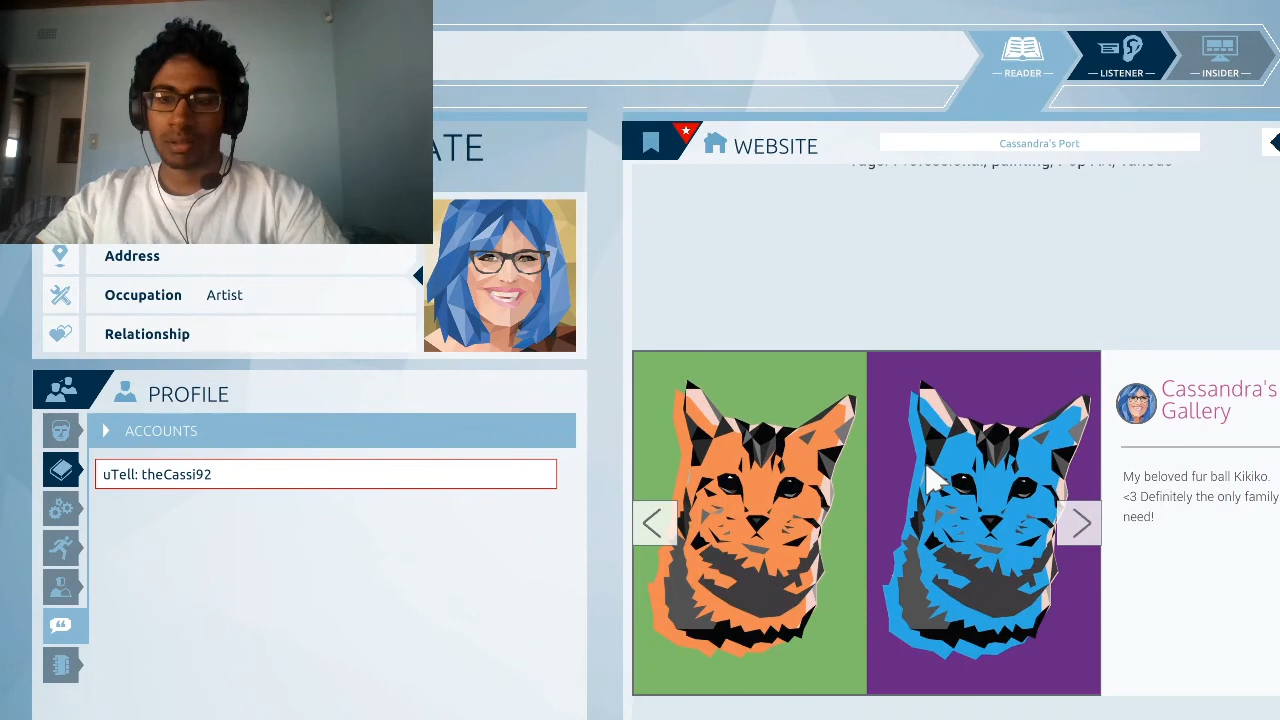 READER
LISTENER
INSIDER
ATE
WEBSITE
Cassandra's Port
Address
Occupation Artist
Relationship
PROFILE
ACCOUNTS
uTell: theCassi92
Cassandra's
Gallery
My beloved fur ball Kikiko.
<3 Definitely the only family
need!